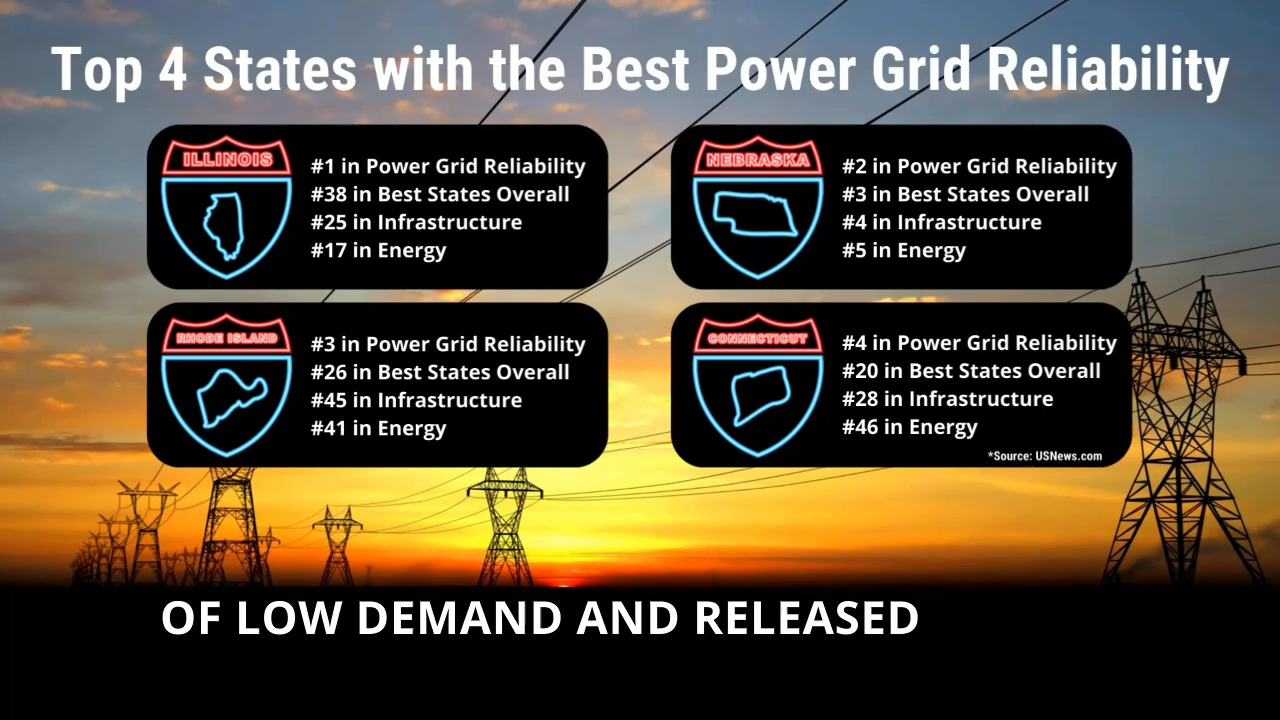 Top 4 States with the Best Power Grid Reliability
ILLINOIS
#1 in Power Grid Reliability
#38 in Best States Overall
#25 in Infrastructure
#17 in Energy
NEBRASKA
#2 in Power Grid Reliability
#3 in Best States Overall
#4 in Infrastructure
#5 in Energy
RHODE ISLAND
#3 in Power Grid Reliability
#26 in Best States Overall
#45 in Infrastructure
#41 in Energy
CONNECTICUT
#4 in Power Grid Reliability
#20 in Best States Overall
#28 in Infrastructure
#46 in Energy
*Source: USNews.com
OF LOW DEMAND AND RELEASED